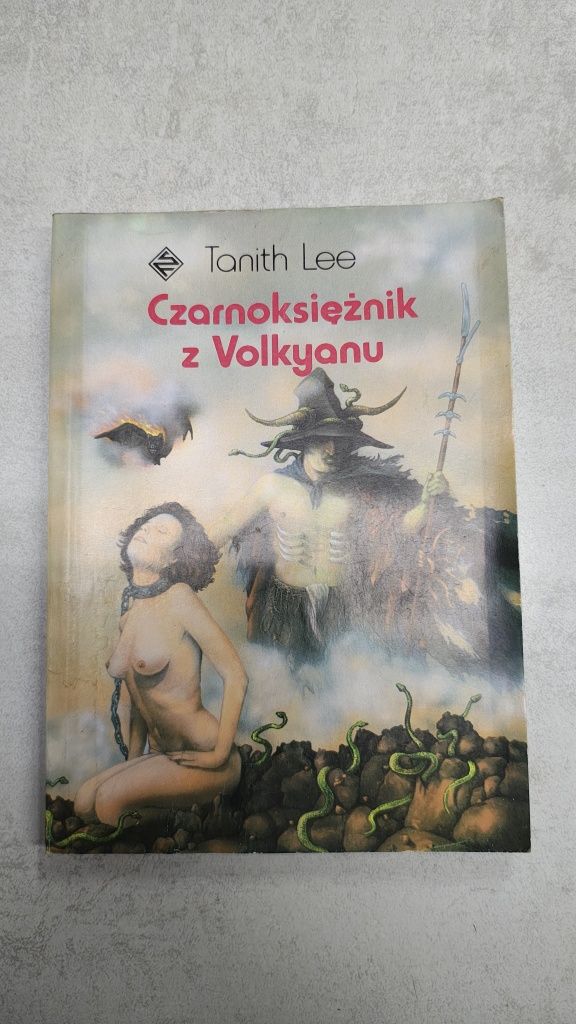 Tanith Lee
Czarnoksiężnik
z Volkyanu